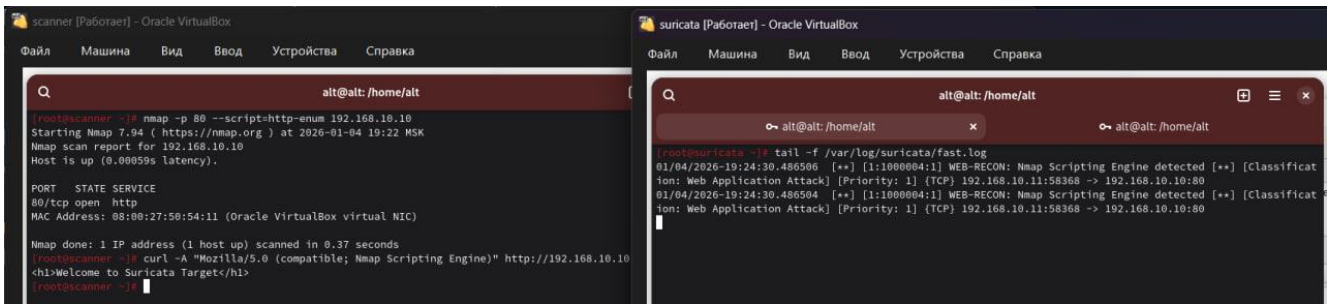 scanner [Работает] - Oracle VirtualBox
Файл Машина Вид Ввод Устройства Справка
alt@alt: /home/alt
[root@scanner ~]# nmap -p 80 --script=http-enum 192.168.10.10
Starting Nmap 7.94 ( https://nmap.org ) at 2026-01-04 19:22 MSK
Nmap scan report for 192.168.10.10
Host is up (0.00059s latency).
PORT STATE SERVICE
80/tcp open http
MAC Address: 08:00:27:50:54:11 (Oracle VirtualBox virtual NIC)
Nmap done: 1 IP address (1 host up) scanned in 0.37 seconds
[root@scanner ~]# curl -A "Mozilla/5.0 (compatible; Nmap Scripting Engine)" http://192.168.10.10
<h1>Welcome to Suricata Target</h1>
[root@scanner ~]#
suricata [Работает] - Oracle VirtualBox
Файл Машина Вид Ввод Устройства Справка
alt@alt: /home/alt
alt@alt: /home/alt alt@alt: /home/alt
[root@suricata ~]# tail -f /var/log/suricata/fast.log
01/04/2026-19:24:30.486506 [**] [1:1000004:1] WEB-RECON: Nmap Scripting Engine detected [**] [Classificat
ion: Web Application Attack] [Priority: 1] {TCP} 192.168.10.11:58368 -> 192.168.10.10:80
01/04/2026-19:24:30.486504 [**] [1:1000004:1] WEB-RECON: Nmap Scripting Engine detected [**] [Classificat
ion: Web Application Attack] [Priority: 1] {TCP} 192.168.10.11:58368 -> 192.168.10.10:80